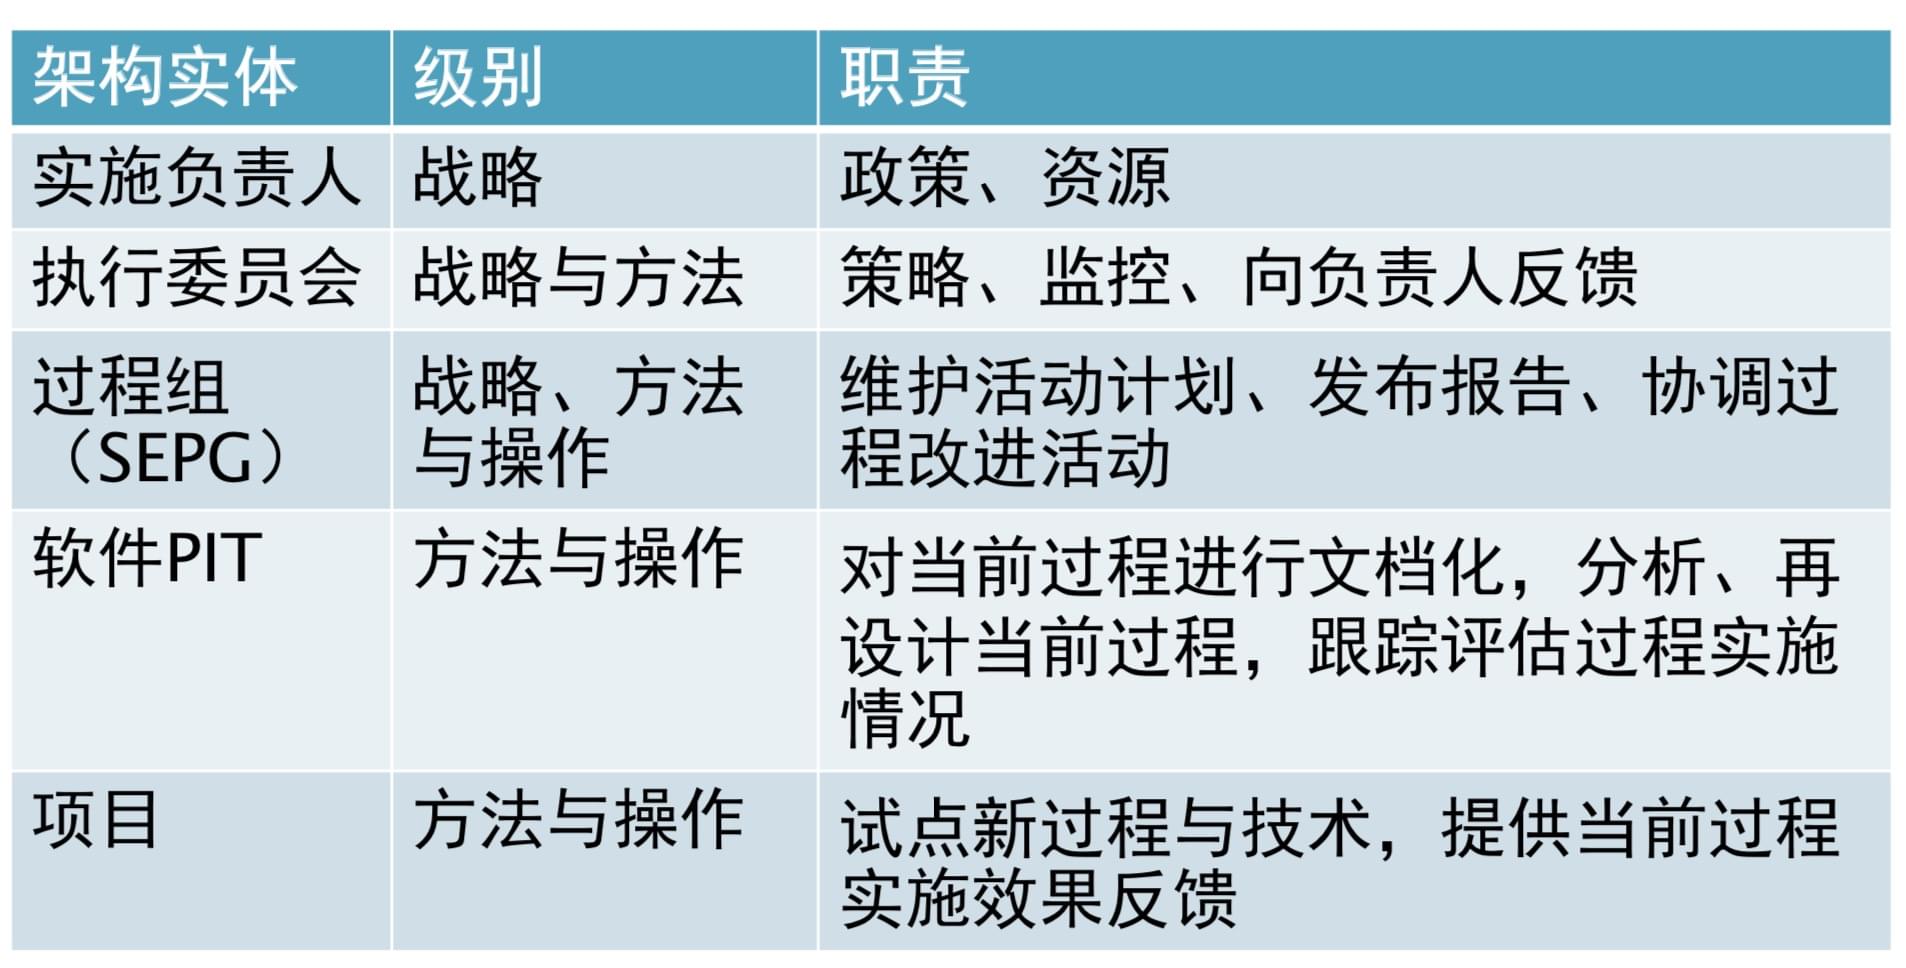 架构实体
级别
职责
实施负责人
战略
政策、资源
执行委员会
战略与方法
策略、监控、向负责人反馈
过程组
（SEPG）
战略、方法
与操作
维护活动计划、发布报告、协调过
程改进活动
软件PIT
方法与操作
对当前过程进行文档化，分析、再
设计当前过程，跟踪评估过程实施
情况
项目
方法与操作
试点新过程与技术，提供当前过程
实施效果反馈